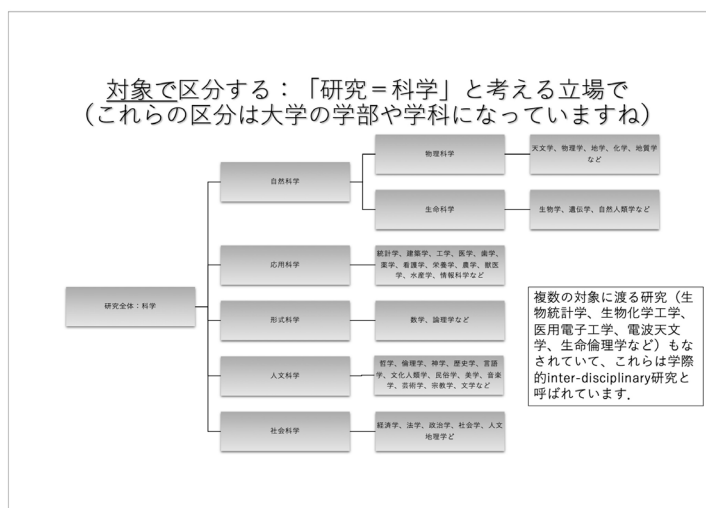 対象で区分する：「研究＝科学」と考える立場で
（これらの区分は大学の学部や学科になっていますね）
研究全体：科学
自然科学
物理科学
天文学、物理学、地学、化学、地質学
など
生命科学
生物学、遺伝学、自然人類学など
応用科学
統計学、建築学、工学、医学、歯学、
薬学、看護学、栄養学、農学、獣医
学、水産学、情報科学など
形式科学
数学、論理学など
人文科学
哲学、倫理学、神学、歴史学、言語
学、文化人類学、民俗学、美学、音楽
学、芸術学、宗教学、文学など
社会科学
経済学、法学、政治学、社会学、人文
地理学ど
複数の対象に渡る研究（生
物統計学、生物化学工学、
医用電子工学、電波天文
学、生命倫理学など）もな
されていて、これらは学際
的inter-disciplinary研究と
呼ばれています.